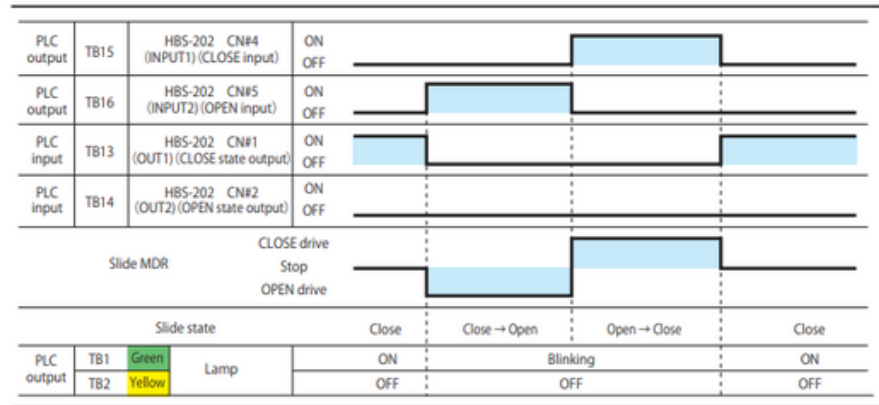 PLC output TB15 HBS-202 CN#4 (INPUT1) (CLOSE input) ON OFF
PLC output TB16 HBS-202 CN#5 (INPUT2) (OPEN input) ON OFF
PLC input TB13 HBS-202 CN#1 (OUT1) (CLOSE state output) ON OFF
PLC input TB14 HBS-202 CN#2 (OUT2) (OPEN state output) ON OFF
Slide MDR CLOSE drive
Stop
OPEN drive
Slide state Close Close → Open Open → Close Close
PLC output TB1 Green Lamp ON Blinking ON
TB2 Yellow OFF OFF OFF